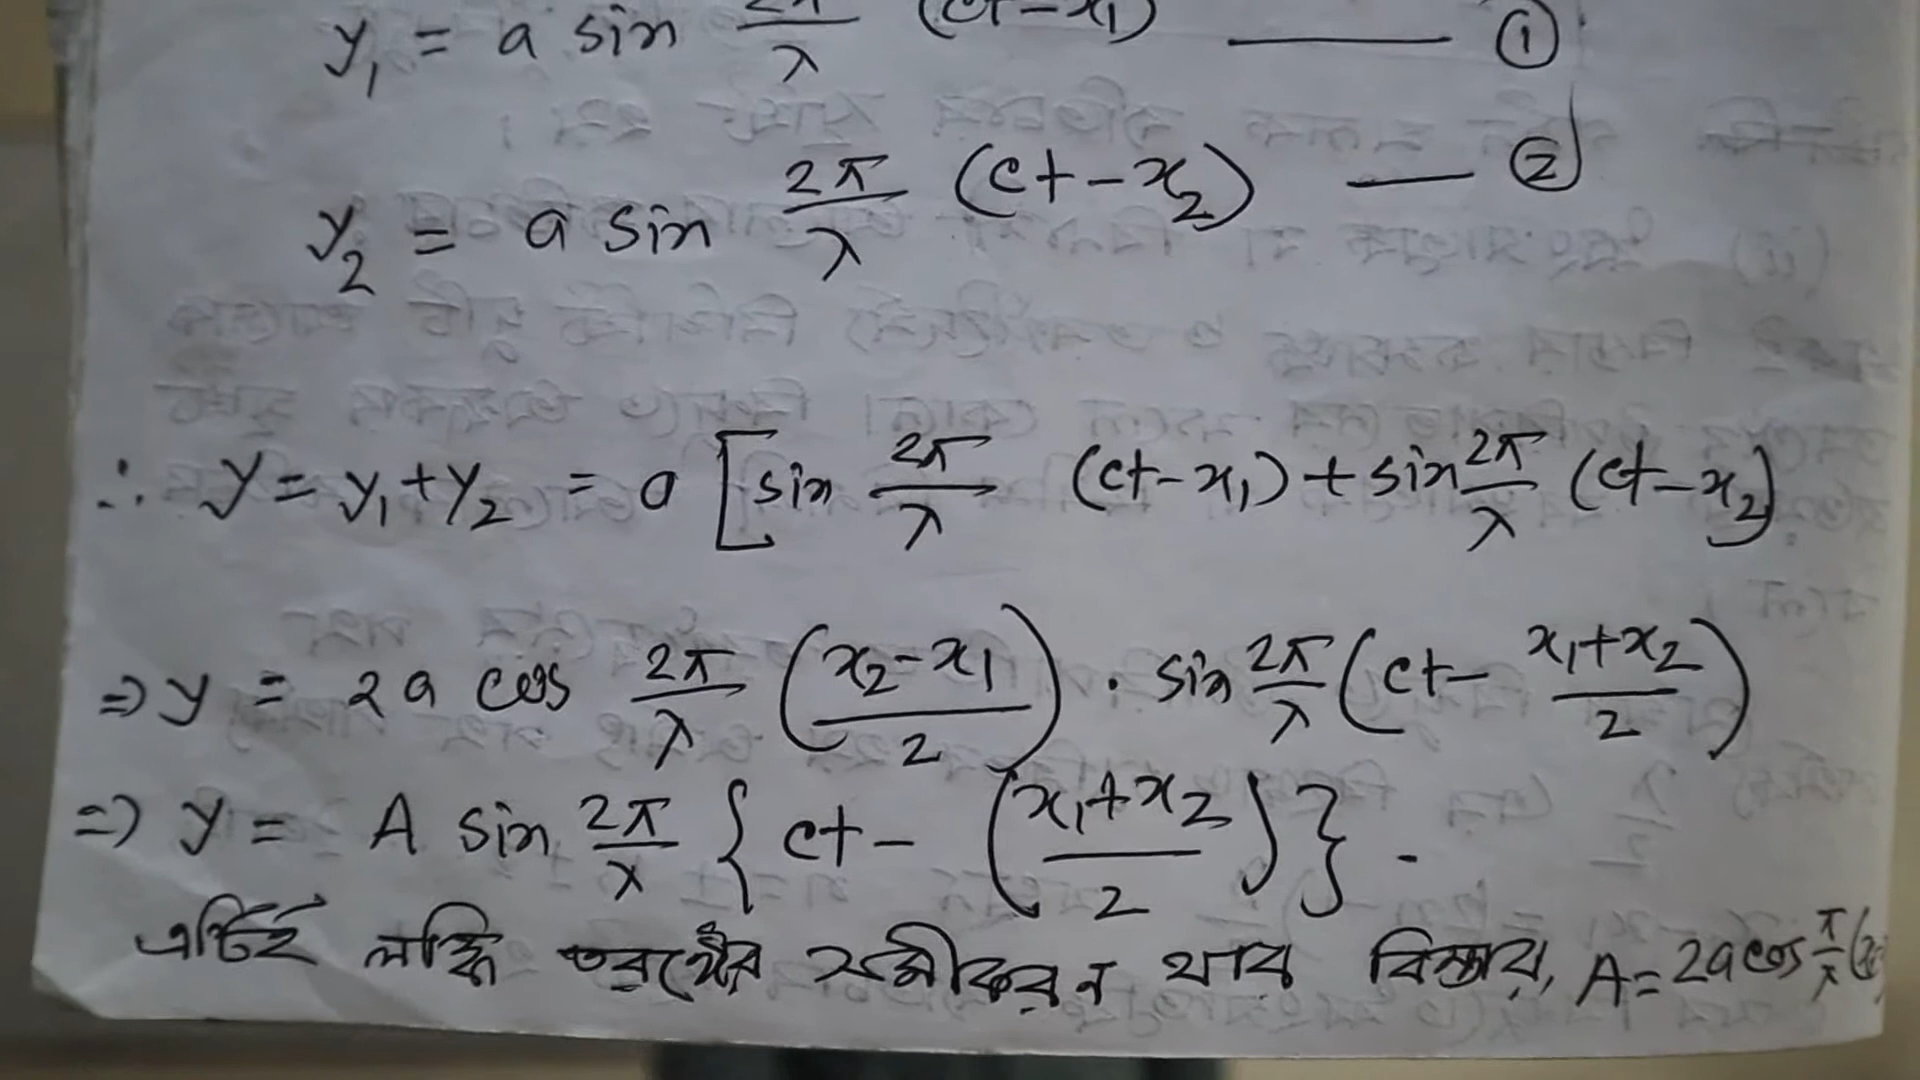 y₁ = a sin 2π/λ (ct - x₁) ——— ①
y₂ = a sin 2π/λ (ct - x₂) — ②
∴ y = y₁ + y₂ = a [sin 2π/λ (ct - x₁) + sin 2π/λ (ct - x₂)
⇒ y = 2a cos 2π/λ ((x₂ - x₁)/2) · sin 2π/λ (ct - (x₁ + x₂)/2)
⇒ y = A sin 2π/λ {ct - ((x₁ + x₂)/2)} .
এটিই লব্ধি তরঙ্গের সমীকরণ যার বিস্তার, A = 2a cos π/λ (